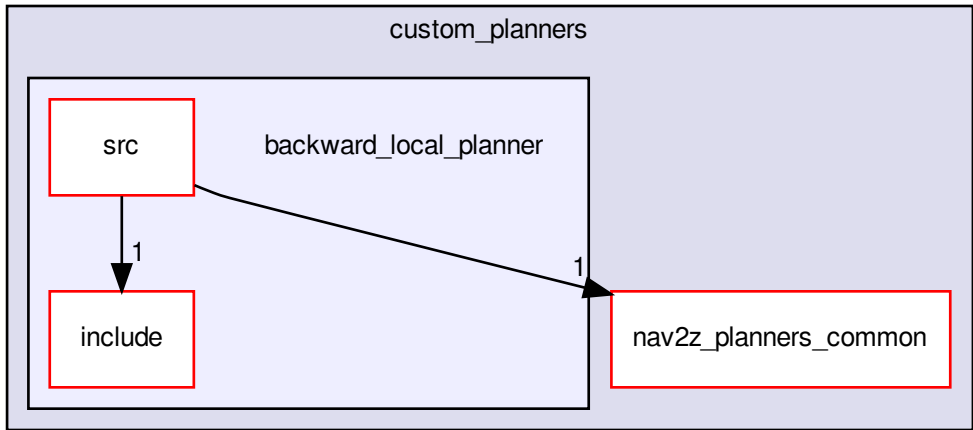 custom_planners
src
backward_local_planner
1
1
include
nav2z_planners_common